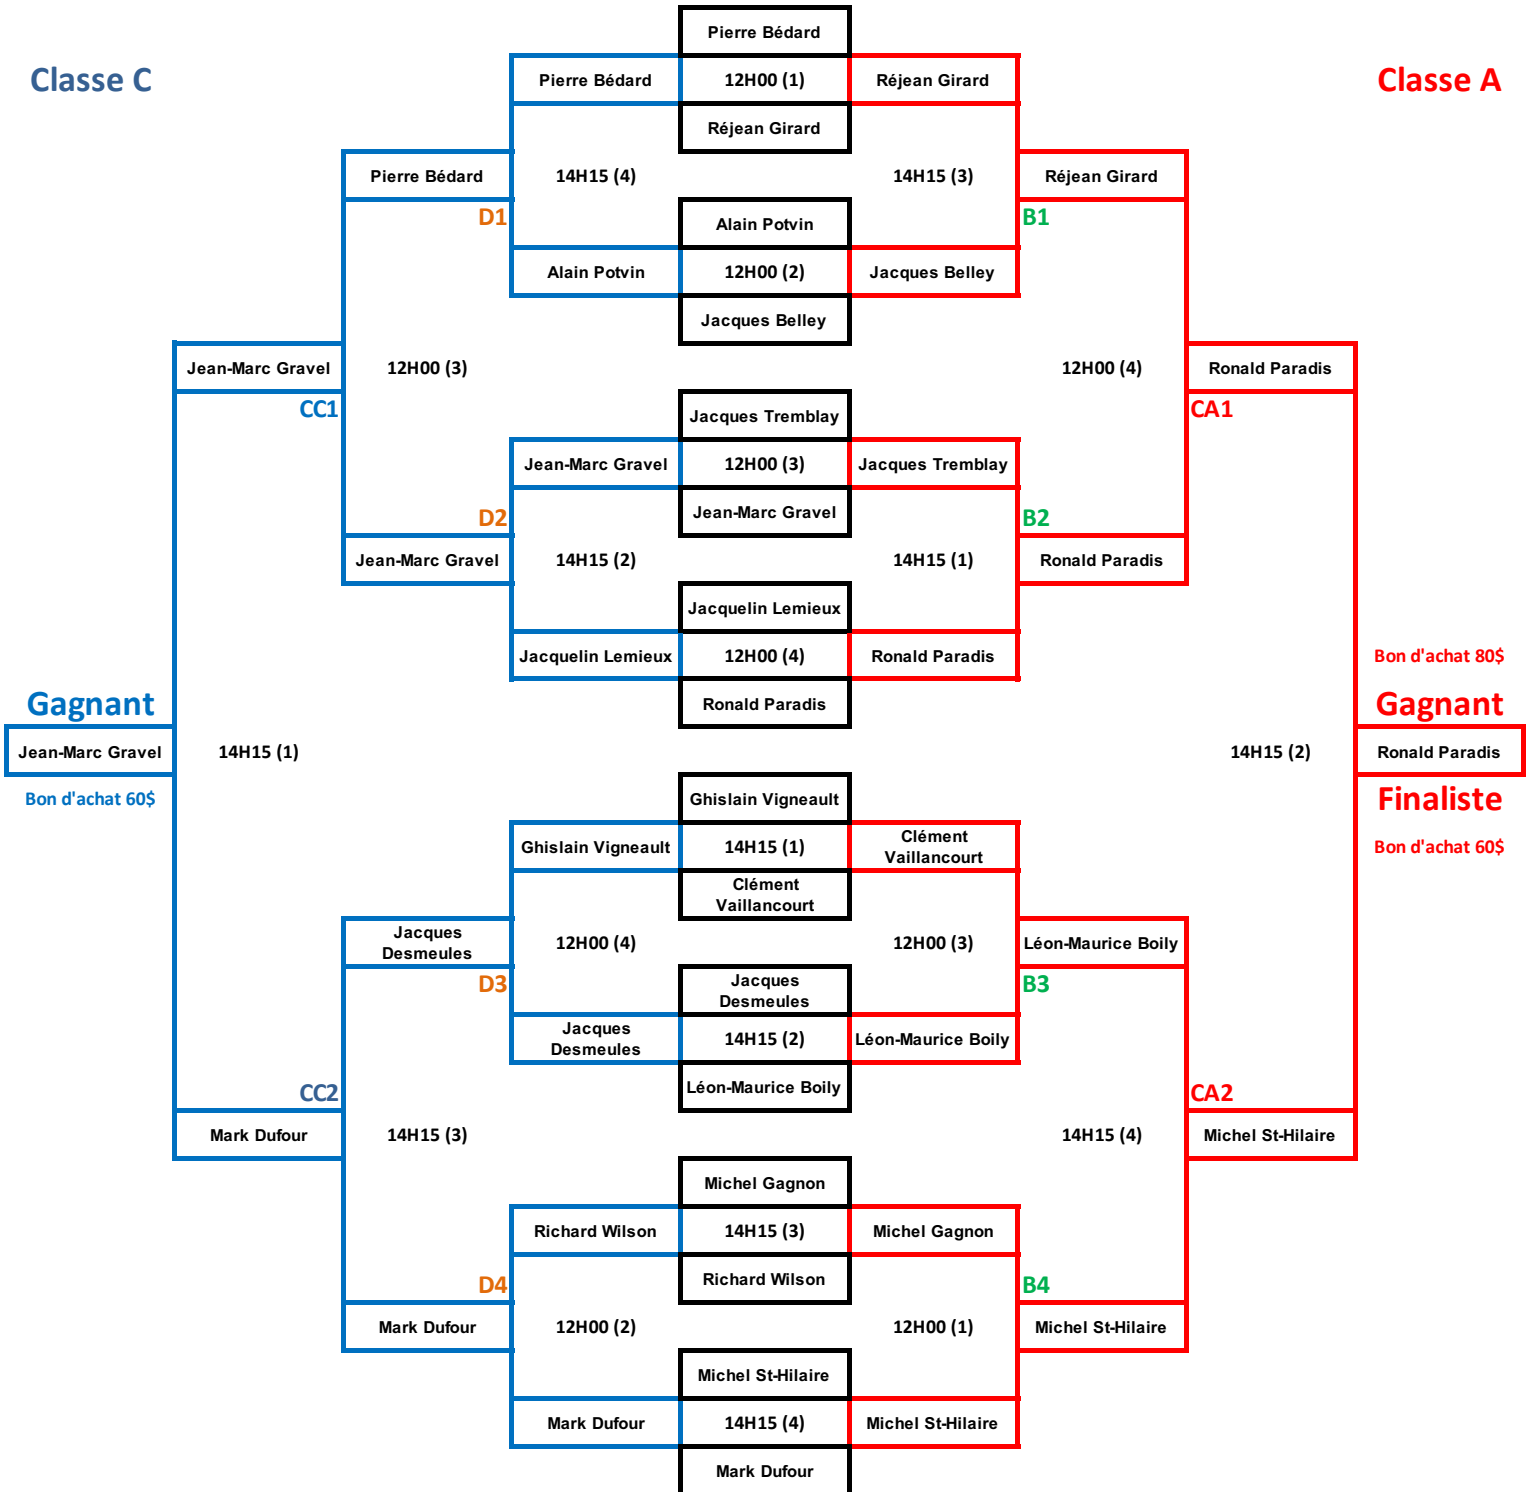 Pierre Bédard
Classe C
Pierre Bédard
12H00 (1)
Réjean Girard
Classe A
Réjean Girard
Pierre Bédard
14H15 (4)
14H15 (3)
Réjean Girard
D1
Alain Potvin
B1
Alain Potvin
12H00 (2)
Jacques Belley
Jacques Belley
Jean-Marc Gravel
12H00 (3)
12H00 (4)
Ronald Paradis
CC1
Jacques Tremblay
CA1
Jean-Marc Gravel
12H00 (3)
Jacques Tremblay
D2
Jean-Marc Gravel
B2
Jean-Marc Gravel
14H15 (2)
14H15 (1)
Ronald Paradis
Jacquelin Lemieux
Jacquelin Lemieux
12H00 (4)
Ronald Paradis
Bon d'achat 80$
Gagnant
Ronald Paradis
Gagnant
Jean-Marc Gravel
14H15 (1)
14H15 (2)
Ronald Paradis
Bon d'achat 60$
Ghislain Vigneault
Finaliste
Ghislain Vigneault
14H15 (1)
Clément
Vaillancourt
Bon d'achat 60$
Clément
Vaillancourt
Jacques
Desmeules
12H00 (4)
12H00 (3)
Léon-Maurice Boily
D3
Jacques
Desmeules
B3
Jacques
Desmeules
14H15 (2)
Léon-Maurice Boily
Léon-Maurice Boily
CC2
CA2
Mark Dufour
14H15 (3)
14H15 (4)
Michel St-Hilaire
Michel Gagnon
Richard Wilson
14H15 (3)
Michel Gagnon
D4
Richard Wilson
B4
Mark Dufour
12H00 (2)
12H00 (1)
Michel St-Hilaire
Michel St-Hilaire
Mark Dufour
14H15 (4)
Michel St-Hilaire
Mark Dufour